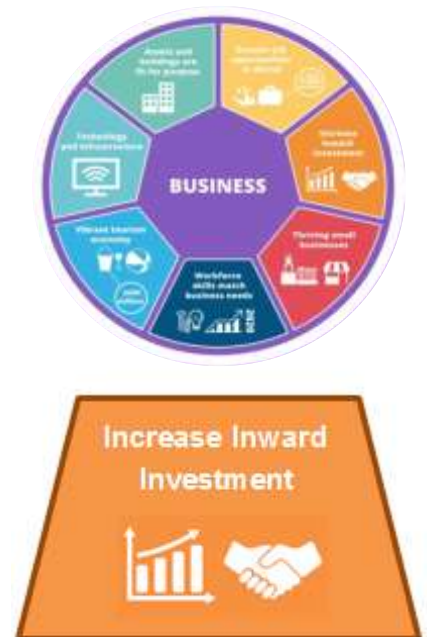 Assets and
buildings are
fit for purpose
Increase
inward
investment
Technology
and infrastructure
BUSINESS
Vibrant tourism
economy
Thriving small
businesses
Workforce
skills match
business needs
Increase Inward
Investment